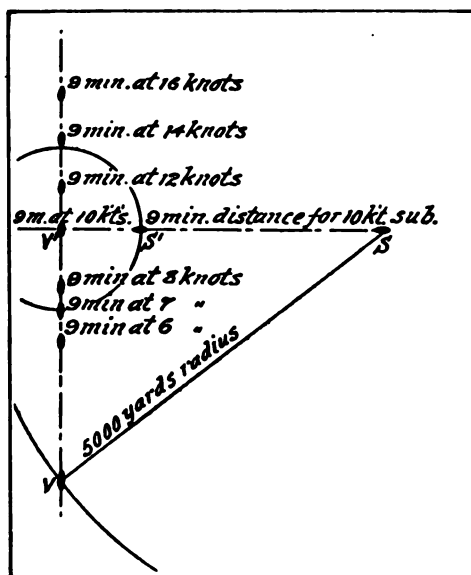 9 min. at 16 knots
9 min. at 14 knots
9 min. at 12 knots
9 m. at 10 kts. 9 min. distance for 10 kt. sub.
V' S' S
9 min at 8 knots
9 min at 7 "
9 min at 6 "
5000 yards radius
V